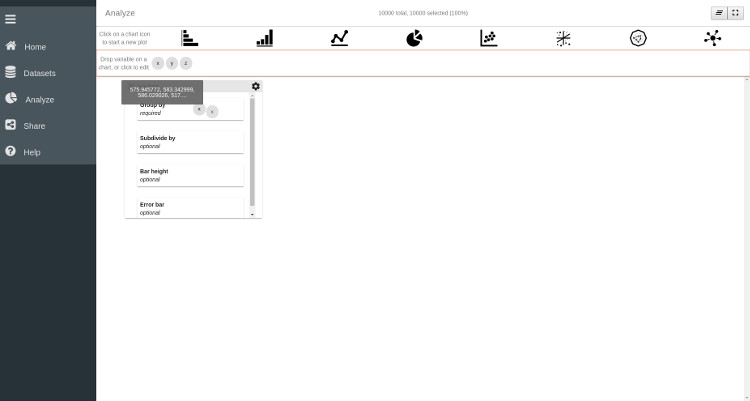 Analyze
10000 total, 10000 selected (100%)
Home
Datasets
Analyze
Share
Help
Click on a chart icon
to start a new plot
Drop variable on a
chart, or click to edit
x y z
575.945772, 583.342999,
596.029026, 517....
Group by
required
x
x
Subdivide by
optional
Bar height
optional
Error bar
optional